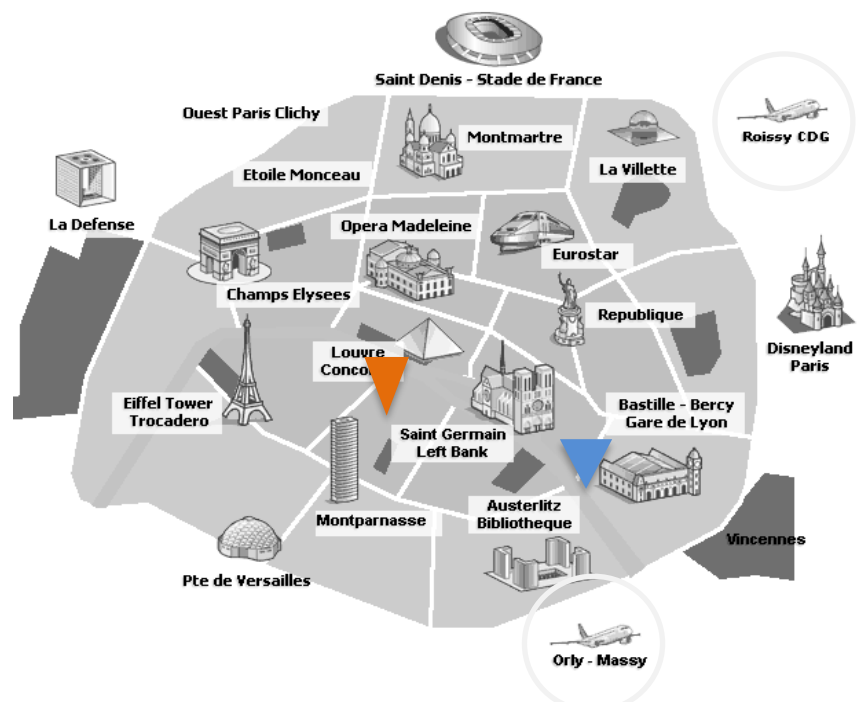 Saint Denis - Stade de France
Ouest Paris Clichy
Montmartre
Roissy CDG
La Villette
Etoile Monceau
La Defense
Opera Madeleine
Eurostar
Champs Elysees
Republique
Louvre
Disneyland
Paris
Eiffel Tower
Trocadero
Bastille - Bercy
Gare de Lyon
Saint Germain
Left Bank
Austerlitz
Bibliotheque
Montparnasse
Vincennes
Pte de Versailles
Orly - Massy